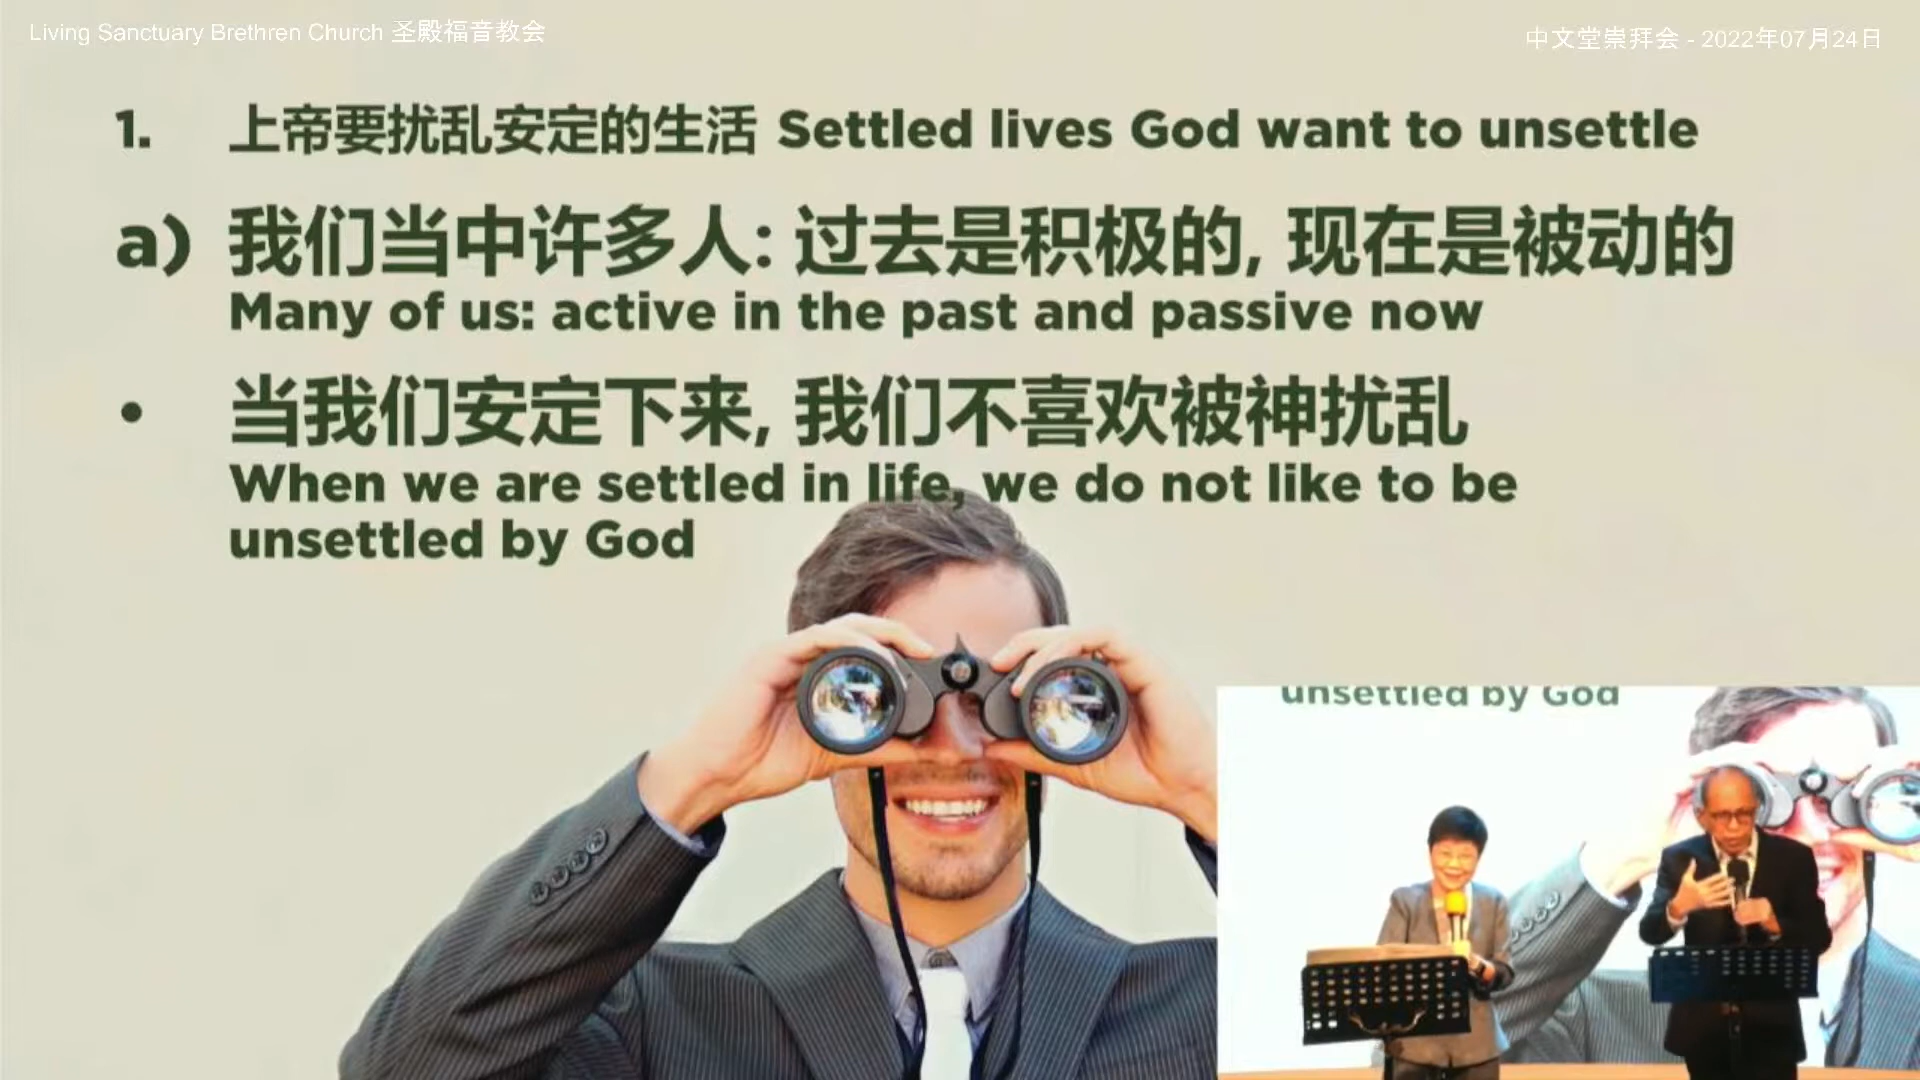 Living Sanctuary Brethren Church 圣殿福音教会
中文堂崇拜会 - 2022年07月24日
1. 上帝要扰乱安定的生活 Settled lives God want to unsettle
a) 我们当中许多人: 过去是积极的, 现在是被动的
Many of us: active in the past and passive now
• 当我们安定下来, 我们不喜欢被神扰乱
When we are settled in life, we do not like to be
unsettled by God
unsettled by God